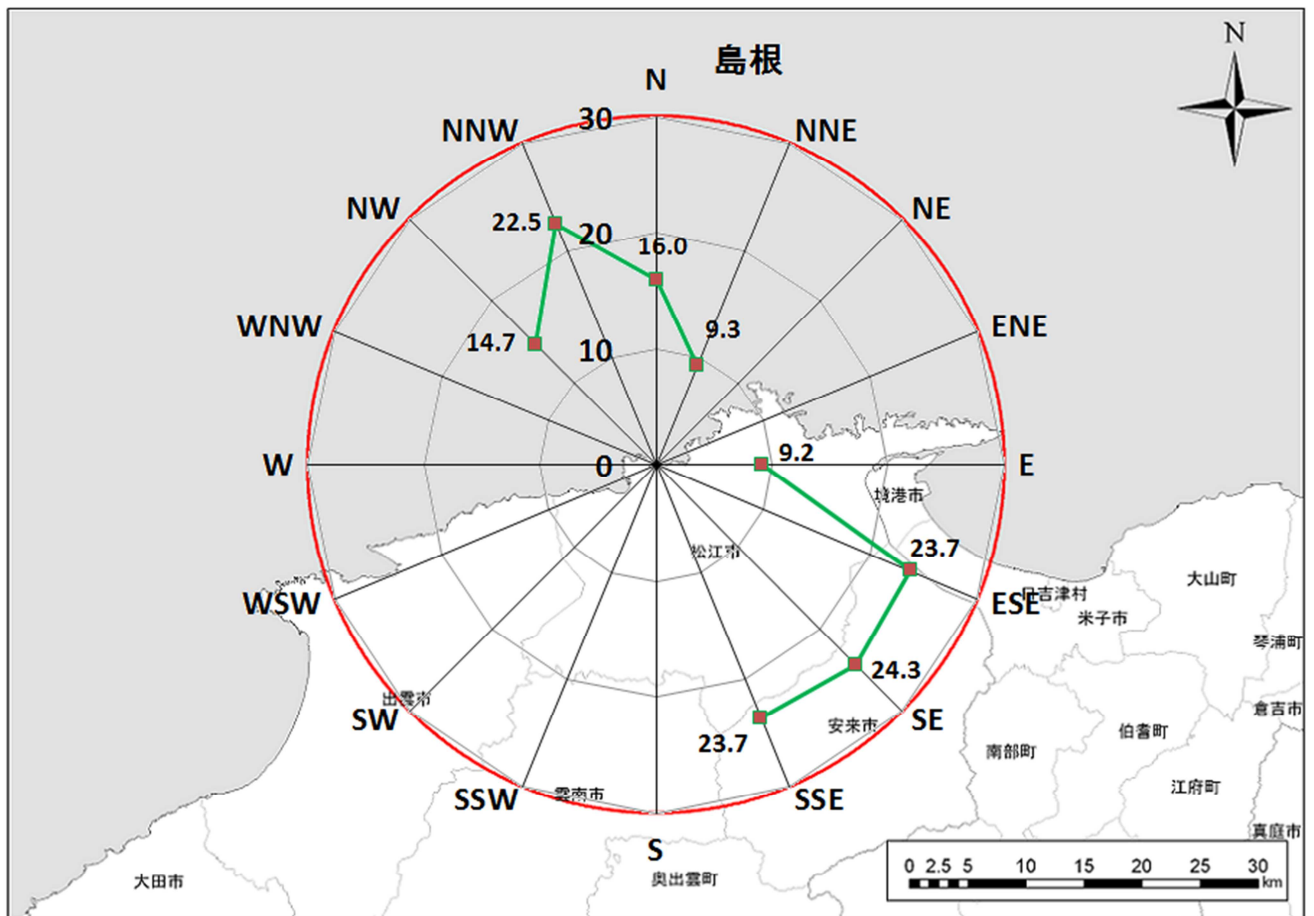 島根
N
N
30
NNW
NNE
NW
NE
22.5
20
16.0
WNW
ENE
14.7
10
9.3
W
0
9.2
E
境港市
松江市
23.7
大山町
WSW
ESE
日吉津村
米子市
琴浦町
出雲市
24.3
SW
SE
安来市
倉吉市
23.7
南部町
伯耆町
SSW
雲南市
SSE
江府町
真庭市
S
大田市
奥出雲町
0 2.5 5 10 15 20 25 30
km